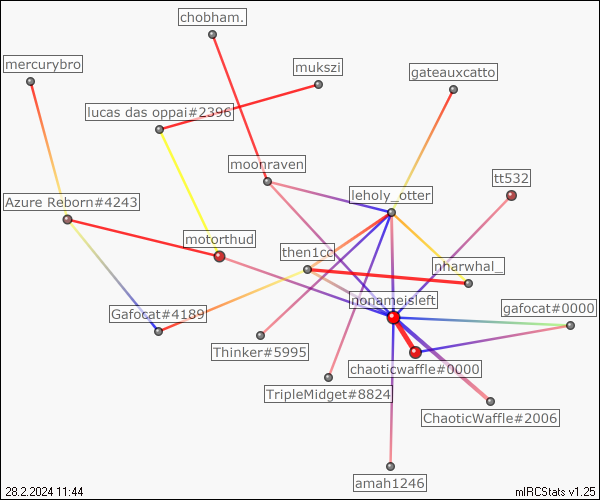 chobham.
mercurybro
mukszi
gateauxcatto
lucas das oppai#2396
moonraven
tt532
leholy_otter
Azure Reborn#4243
motorthud
then1cci
nharwhal_
nonameisleft
gafocat#0000
Gafocat#4189
Thinker#5995
chaoticwaffle#0000
TripleMidget#8824
ChaoticWaffle#2006
amah1246
28.2.2024 11:44
mIRCStats v1.25